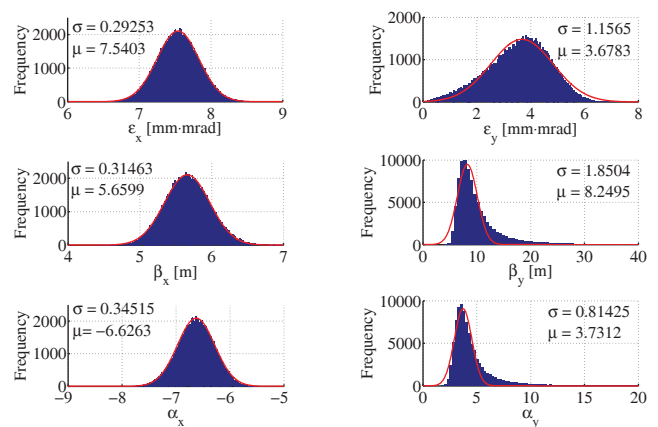 Frequency
2000
1000
0
σ = 0.29253
μ = 7.5403
6 7 8 9
ε_x [mm·mrad]
Frequency
2000
1000
0
σ = 1.1565
μ = 3.6783
0 2 4 6 8
ε_y [mm·mrad]
Frequency
2000
1000
0
σ = 0.31463
μ = 5.6599
4 5 6 7
β_x [m]
Frequency
10000
5000
0
σ = 1.8504
μ = 8.2495
0 10 20 30 40
β_y [m]
Frequency
2000
1000
0
σ = 0.34515
μ = −6.6263
−9 −8 −7 −6 −5
α_x
Frequency
10000
5000
0
σ = 0.81425
μ = 3.7312
0 5 10 15 20
α_y